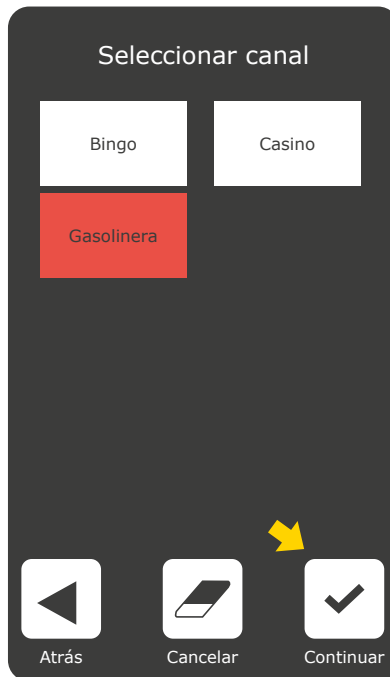 Seleccionar canal
Bingo
Casino
Gasolinera
Atrás
Cancelar
Continuar